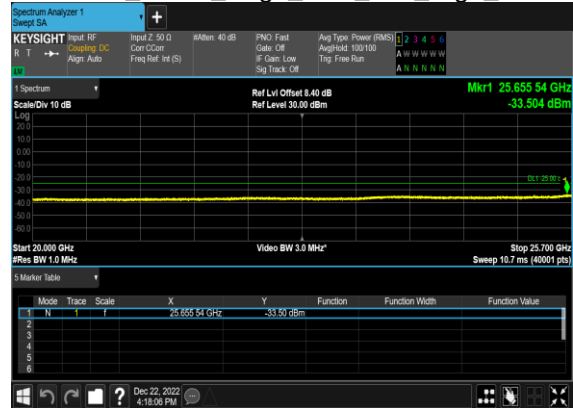 Spectrum Analyzer 1
Swept SA
+
KEYSIGHT Input: RF Input Z: 50 Ω #Atten: 40 dB PNO: Fast Avg Type: Power (RMS) 1 2 3 4 5 6
R T Coupling: DC Corr CCorr Gate: Off Avg|Hold: 100/100 A W W W W W
Align: Auto Freq Ref: Int (S) IF Gain: Low Trig: Free Run
LXI Sig Track: Off A N N N N N
1 Spectrum Ref Lvl Offset 8.40 dB Mkr1 25.655 54 GHz
Scale/Div 10 dB Ref Level 30.00 dBm -33.504 dBm
Log
20.0
10.0
0.00
-10.0
-20.0 DL1 -25.00
-30.0 1
-40.0
-50.0
-60.0
Start 20.000 GHz Video BW 3.0 MHz* Stop 25.700 GHz
#Res BW 1.0 MHz Sweep 10.7 ms (40001 pts)
5 Marker Table
Mode Trace Scale X Y Function Function Width Function Value
1 N 1 f 25.655 54 GHz -33.50 dBm
2
3
4
5
6
? Dec 22, 2022
4:18:06 PM